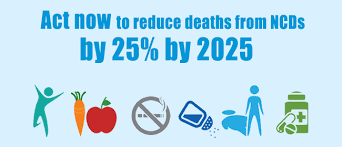 Act now to reduce deaths from NCDs
by 25% by 2025